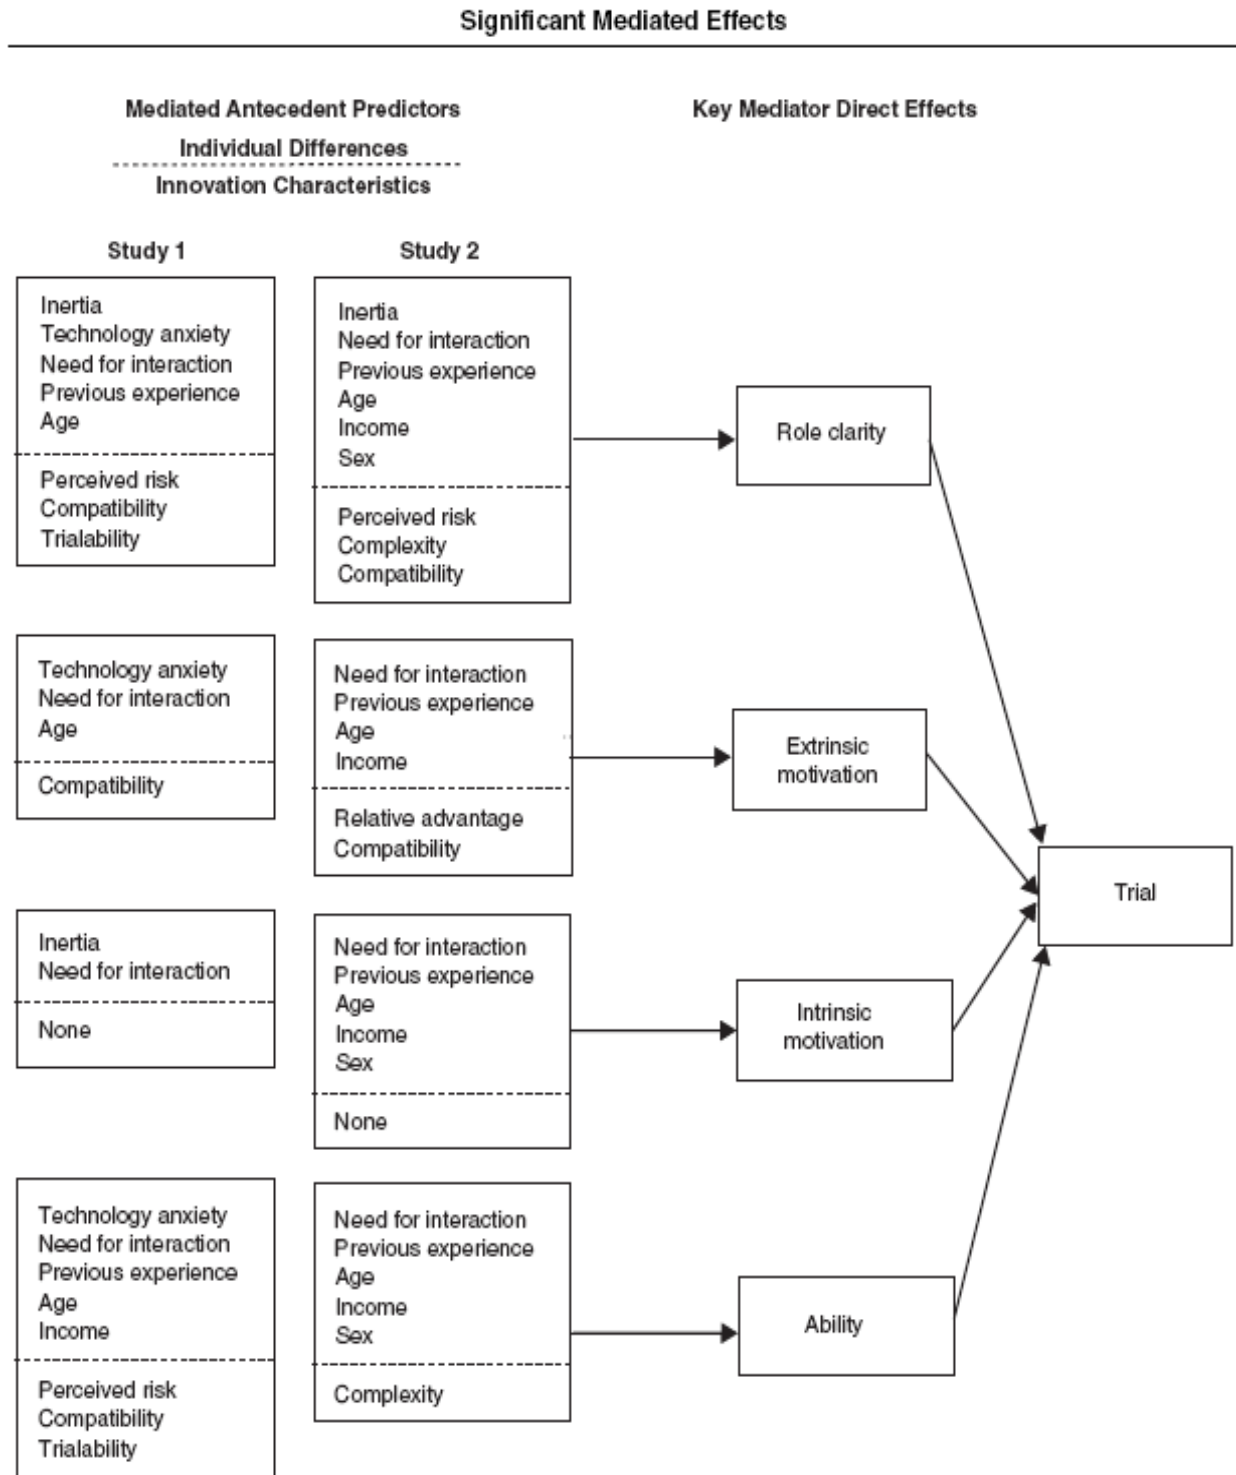 Significant Mediated Effects
Mediated Antecedent Predictors
Key Mediator Direct Effects
Individual Differences
Innovation Characteristics
Study 1
Study 2
Inertia
Technology anxiety
Need for interaction
Previous experience
Age
Perceived risk
Compatibility
Trialability
Inertia
Need for interaction
Previous experience
Age
Income
Sex
Perceived risk
Complexity
Compatibility
Role clarity
Technology anxiety
Need for interaction
Age
Compatibility
Need for interaction
Previous experience
Age
Income
Relative advantage
Compatibility
Extrinsic
motivation
Trial
Inertia
Need for interaction
None
Need for interaction
Previous experience
Age
Income
Sex
None
Intrinsic
motivation
Technology anxiety
Need for interaction
Previous experience
Age
Income
Perceived risk
Compatibility
Trialability
Need for interaction
Previous experience
Age
Income
Sex
Complexity
Ability